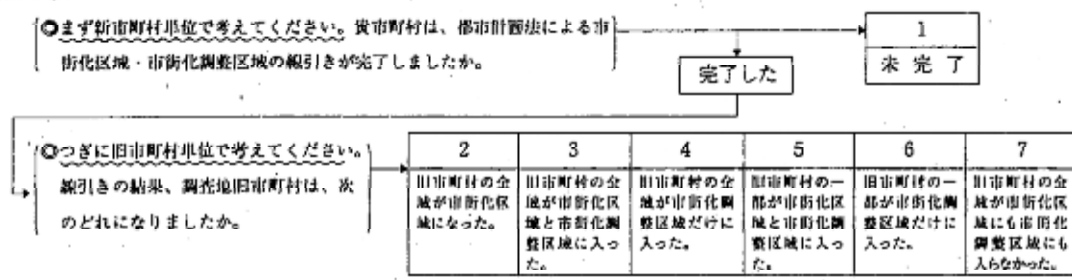 ◎まず新市町村単位で考えてください。貴市町村は、都市計画法による市
街化区域・市街化調整区域の線引きが完了しましたか。
1
未完了
完了した
◎つぎに旧市町村単位で考えてください。
線引きの結果、調査地旧市町村は、次
のどれになりましたか。
2
旧市町村の全
域が市街化区
域になった。
3
旧市町村の全
域が市街化区
域と市街化調
整区域に入っ
た。
4
旧市町村の全
域が市街化調
整区域だけに
入った。
5
旧市町村の一
部が市街化区
域と市街化調
整区域に入っ
た。
6
旧市町村の一
部が市街化調
整区域だけに
入った。
7
旧市町村の全
域が市街化区
域にも市街化
調整区域にも
入らなかった。